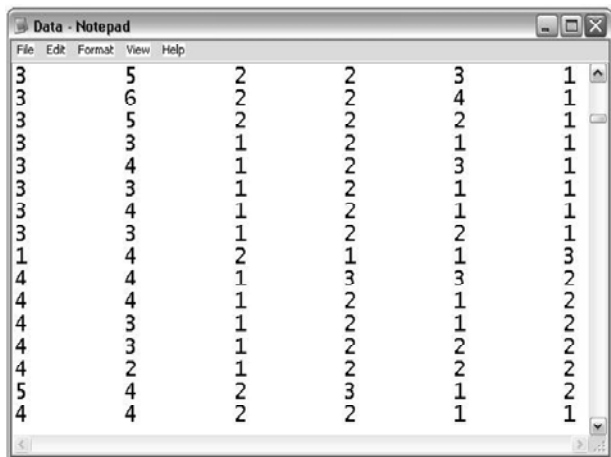 Data - Notepad
File Edit Format View Help
3 5 2 2 3 1
3 6 2 2 4 1
3 5 2 2 2 1
3 3 1 2 1 1
3 4 1 2 3 1
3 3 1 2 1 1
3 4 1 2 1 1
3 3 1 2 2 1
1 4 2 1 1 3
4 4 1 3 3 2
4 4 1 2 1 2
4 3 1 2 1 2
4 3 1 2 2 2
4 2 1 2 2 2
5 4 2 3 1 2
4 4 2 2 1 1